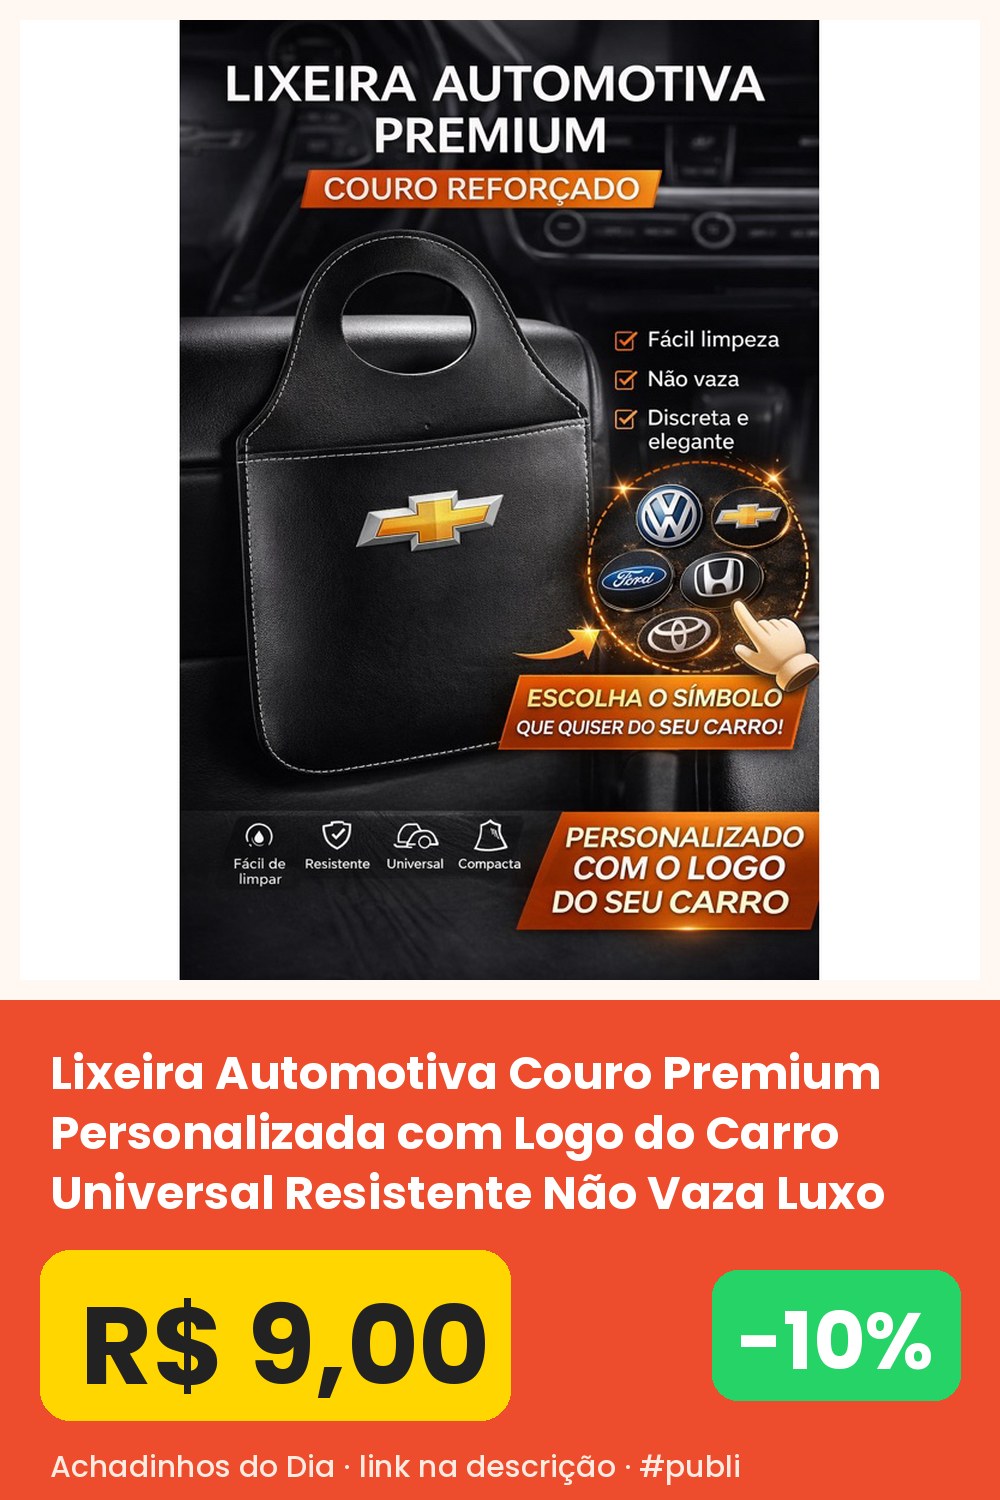 LIXEIRA AUTOMOTIVA
PREMIUM
COURO REFORÇADO
Fácil limpeza
Não vaza
Discreta e
elegante
Ford
ESCOLHA O SÍMBOLO
QUE QUISER DO SEU CARRO!
Fácil de
limpar
Resistente
Universal
Compacta
PERSONALIZADO
COM O LOGO
DO SEU CARRO
Lixeira Automotiva Couro Premium
Personalizada com Logo do Carro
Universal Resistente Não Vaza Luxo
R$ 9,00
-10%
Achadinhos do Dia · link na descrição · #publi